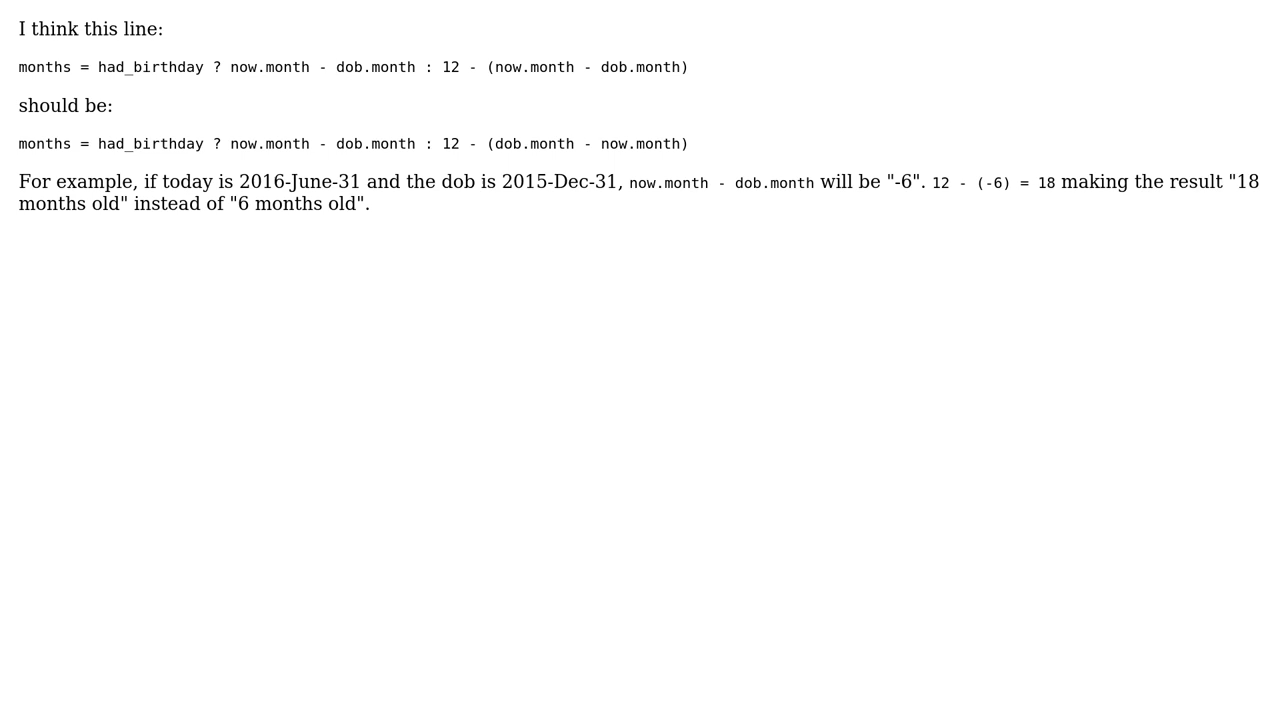 I think this line:
months = had_birthday ? now.month - dob.month : 12 - (now.month - dob.month)
should be:
months = had_birthday ? now.month - dob.month : 12 - (dob.month - now.month)
For example, if today is 2016-June-31 and the dob is 2015-Dec-31, now.month - dob.month will be "-6". 12 - (-6) = 18 making the result "18
months old" instead of "6 months old".